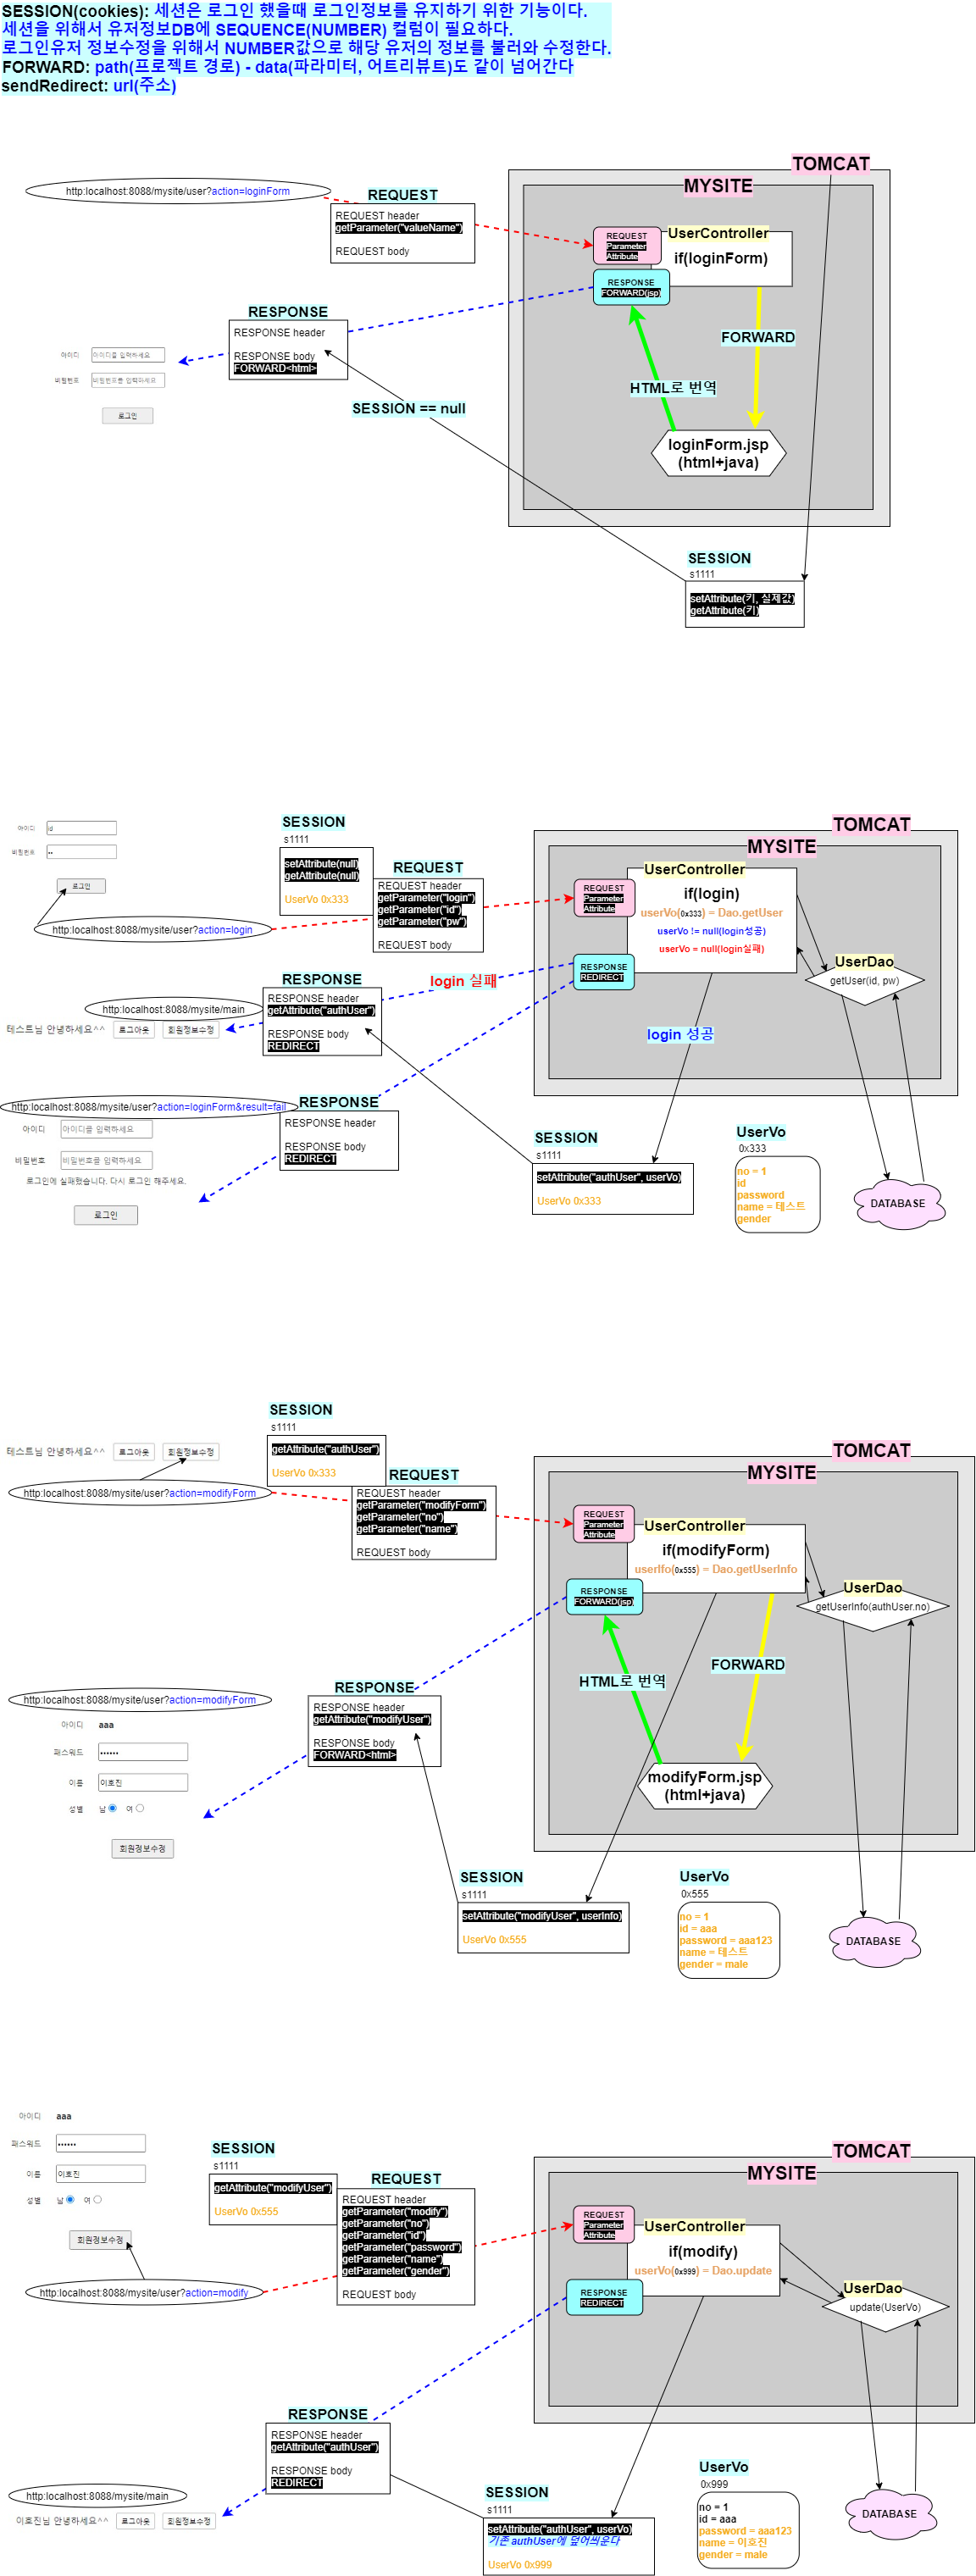 SESSION(cookies): 세션은 로그인 했을때 로그인정보를 유지하기 위한 기능이다.
세션을 위해서 유저정보DB에 SEQUENCE(NUMBER) 컬럼이 필요하다.
로그인유저 정보수정을 위해서 NUMBER값으로 해당 유저의 정보를 불러와 수정한다.
FORWARD: path(프로젝트 경로) - data(파라미터, 어트리뷰트)도 같이 넘어간다
sendRedirect: url(주소)
TOMCAT
MYSITE
http:localhost:8088/mysite/user?action=loginForm
REQUEST
REQUEST header
getParameter("valueName")
REQUEST body
REQUEST
Parameter
Attribute
UserController
if(loginForm)
RESPONSE
FORWARD(jsp)
RESPONSE
RESPONSE header
RESPONSE body
FORWARD<html>
아이디
아이디를 입력하세요
비밀번호
비밀번호를 입력하세요
로그인
FORWARD
HTML로 번역
SESSION == null
loginForm.jsp
(html+java)
SESSION
s1111
setAttribute(키, 실제값)
getAttribute(키)
아이디
id
비밀번호
••
로그인
http:localhost:8088/mysite/user?action=login
SESSION
s1111
setAttribute(null)
getAttribute(null)
UserVo 0x333
REQUEST
REQUEST header
getParameter("login")
getParameter("id")
getParameter("pw")
REQUEST body
TOMCAT
MYSITE
REQUEST
Parameter
Attribute
UserController
if(login)
userVo(0x333) = Dao.getUser
userVo != null(login성공)
userVo = null(login실패)
RESPONSE
REDIRECT
UserDao
getUser(id, pw)
login 실패
login 성공
RESPONSE
RESPONSE header
getAttribute("authUser")
RESPONSE body
REDIRECT
http:localhost:8088/mysite/main
테스트님 안녕하세요^^
로그아웃
회원정보수정
http:localhost:8088/mysite/user?action=loginForm&result=fail
RESPONSE
RESPONSE header
RESPONSE body
REDIRECT
아이디
아이디를 입력하세요
비밀번호
비밀번호를 입력하세요
로그인에 실패했습니다. 다시 로그인 해주세요.
로그인
SESSION
s1111
setAttribute("authUser", userVo)
UserVo 0x333
UserVo
0x333
no = 1
id
password
name = 테스트
gender
DATABASE
테스트님 안녕하세요^^
로그아웃
회원정보수정
http:localhost:8088/mysite/user?action=modifyForm
SESSION
s1111
getAttribute("authUser")
UserVo 0x333
REQUEST
REQUEST header
getParameter("modifyForm")
getParameter("no")
getParameter("name")
REQUEST body
TOMCAT
MYSITE
REQUEST
Parameter
Attribute
UserController
if(modifyForm)
userIfo(0x555) = Dao.getUserInfo
RESPONSE
FORWARD(jsp)
UserDao
getUserInfo(authUser.no)
FORWARD
HTML로 번역
modifyForm.jsp
(html+java)
RESPONSE
RESPONSE header
getAttribute("modifyUser")
RESPONSE body
FORWARD<html>
http:localhost:8088/mysite/user?action=modifyForm
아이디
aaa
패스워드
••••••
이름
이호진
성별
남
여
회원정보수정
SESSION
s1111
setAttribute("modifyUser", userInfo)
UserVo 0x555
UserVo
0x555
no = 1
id = aaa
password = aaa123
name = 테스트
gender = male
DATABASE
아이디
aaa
패스워드
••••••
이름
이호진
성별
남
여
회원정보수정
http:localhost:8088/mysite/user?action=modify
SESSION
s1111
getAttribute("modifyUser")
UserVo 0x555
REQUEST
REQUEST header
getParameter("modify")
getParameter("no")
getParameter("id")
getParameter("password")
getParameter("name")
getParameter("gender")
REQUEST body
TOMCAT
MYSITE
REQUEST
Parameter
Attribute
UserController
if(modify)
userVo(0x999) = Dao.update
RESPONSE
REDIRECT
UserDao
update(UserVo)
RESPONSE
RESPONSE header
getAttribute("authUser")
RESPONSE body
REDIRECT
http:localhost:8088/mysite/main
이호진님 안녕하세요^^
로그아웃
회원정보수정
SESSION
s1111
setAttribute("authUser", userVo)
기존 authUser에 덮어씌운다
UserVo 0x999
UserVo
0x999
no = 1
id = aaa
password = aaa123
name = 이호진
gender = male
DATABASE